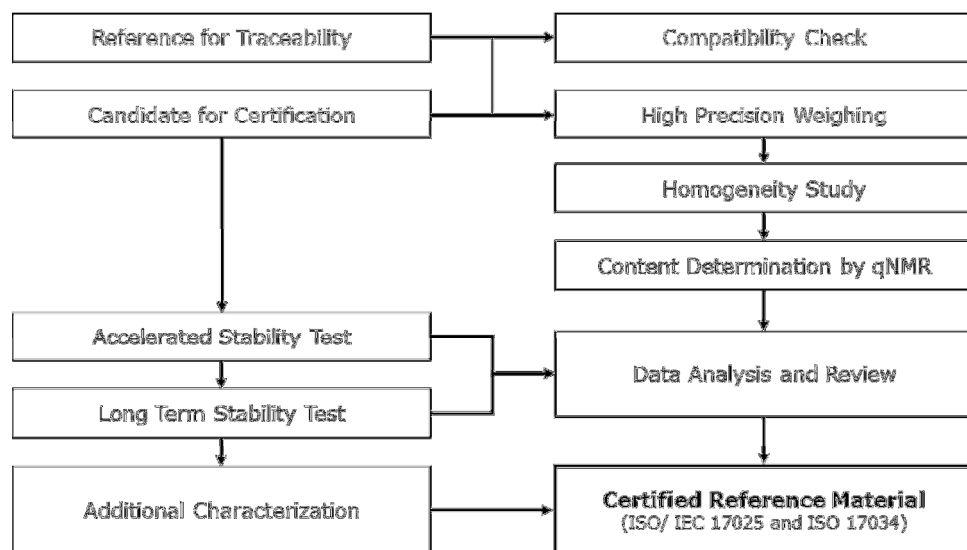 Reference for Traceability
Compatibility Check
Candidate for Certification
High Precision Weighing
Homogeneity Study
Content Determination by qNMR
Accelerated Stability Test
Data Analysis and Review
Long Term Stability Test
Additional Characterization
Certified Reference Material
(ISO/ IEC 17025 and ISO 17034)